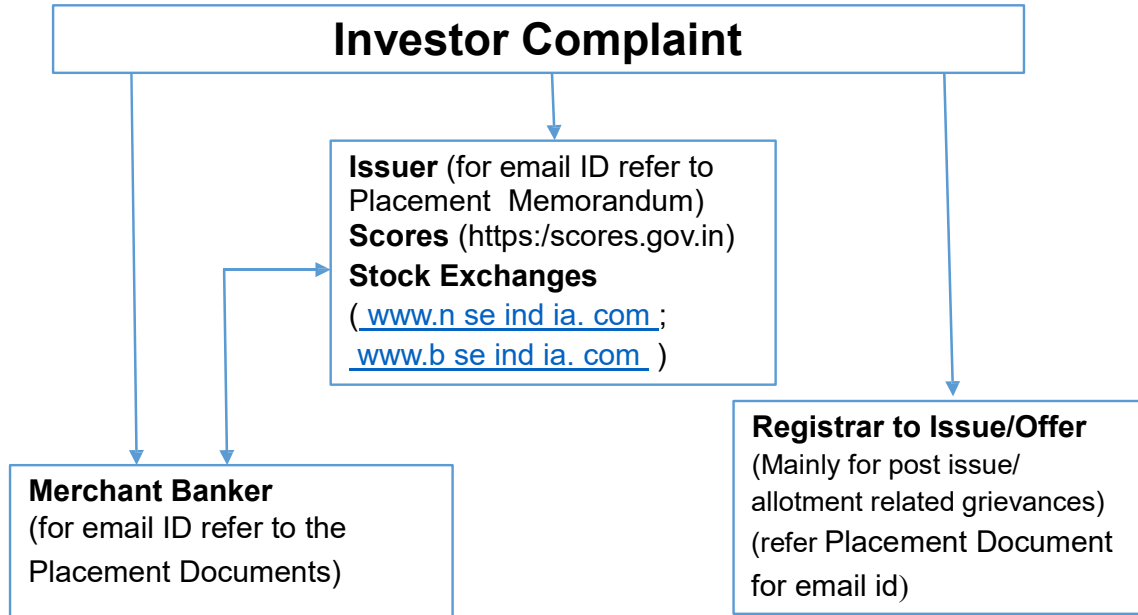 Investor Complaint
Issuer (for email ID refer to
Placement Memorandum)
Scores (https:/scores.gov.in)
Stock Exchanges
( www.n se ind ia. com ;
www.b se ind ia. com )
Registrar to Issue/Offer
(Mainly for post issue/
allotment related grievances)
(refer Placement Document
for email id)
Merchant Banker
(for email ID refer to the
Placement Documents)